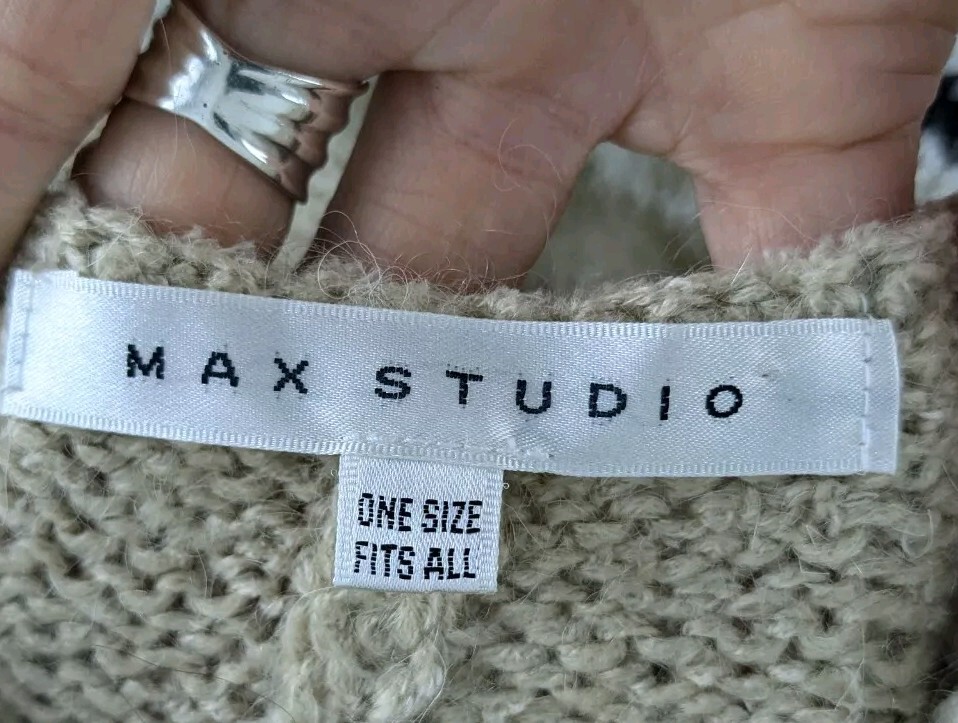 MAX STUDIO
ONE SIZE
FITS ALL